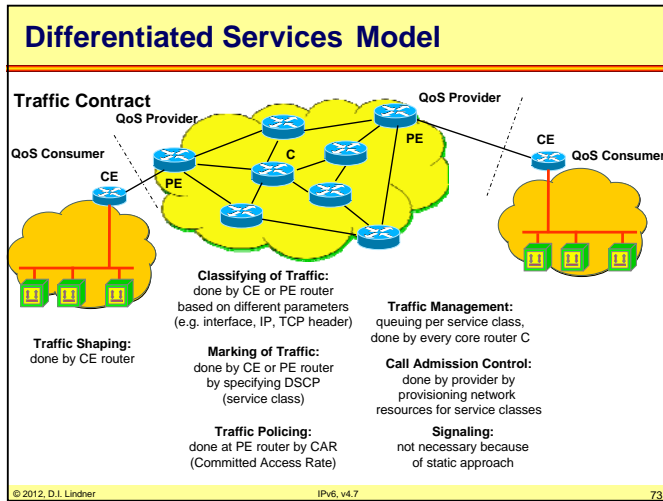 Differentiated Services Model
Traffic Contract
QoS Provider
QoS Provider
QoS Consumer
CE
PE
C
PE
CE
QoS Consumer
Classifying of Traffic:
done by CE or PE router
based on different parameters
(e.g. interface, IP, TCP header)
Traffic Shaping:
done by CE router
Marking of Traffic:
done by CE or PE router
by specifying DSCP
(service class)
Traffic Policing:
done at PE router by CAR
(Committed Access Rate)
Traffic Management:
queuing per service class,
done by every core router C
Call Admission Control:
done by provider by
provisioning network
resources for service classes
Signaling:
not necessary because
of static approach
© 2012, D.I. Lindner
IPv6, v4.7
73